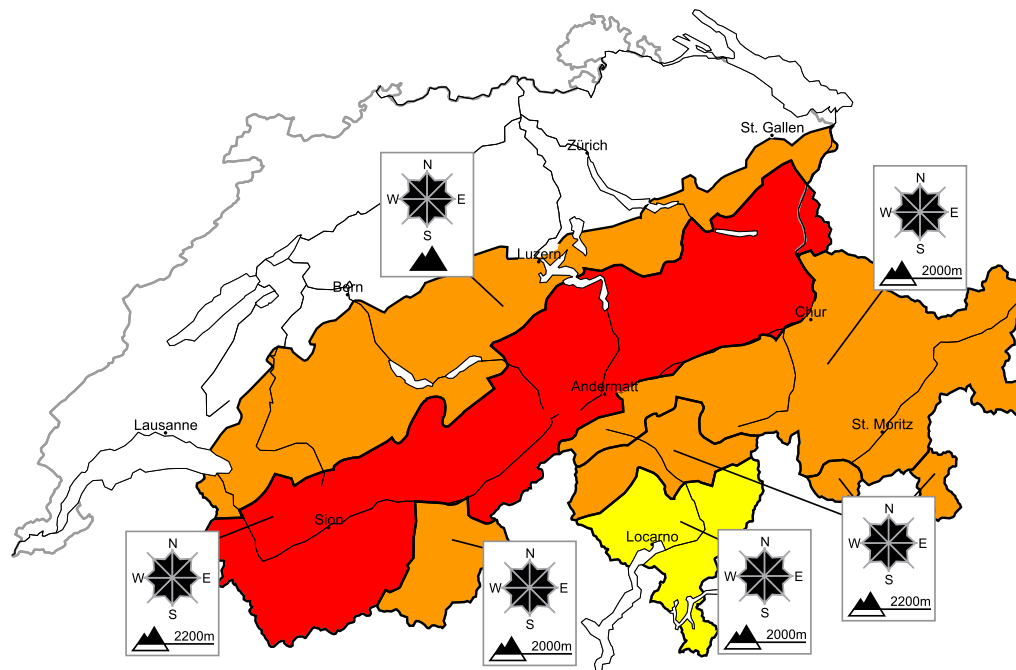 St. Gallen
Zürich
N
W E
S
N
W E
S
2000m
Luzern
Bern
Chur
Andermatt
Lausanne
St. Moritz
Sion
Locarno
N
W E
S
2200m
N
W E
S
2000m
N
W E
S
2000m
N
W E
S
2200m